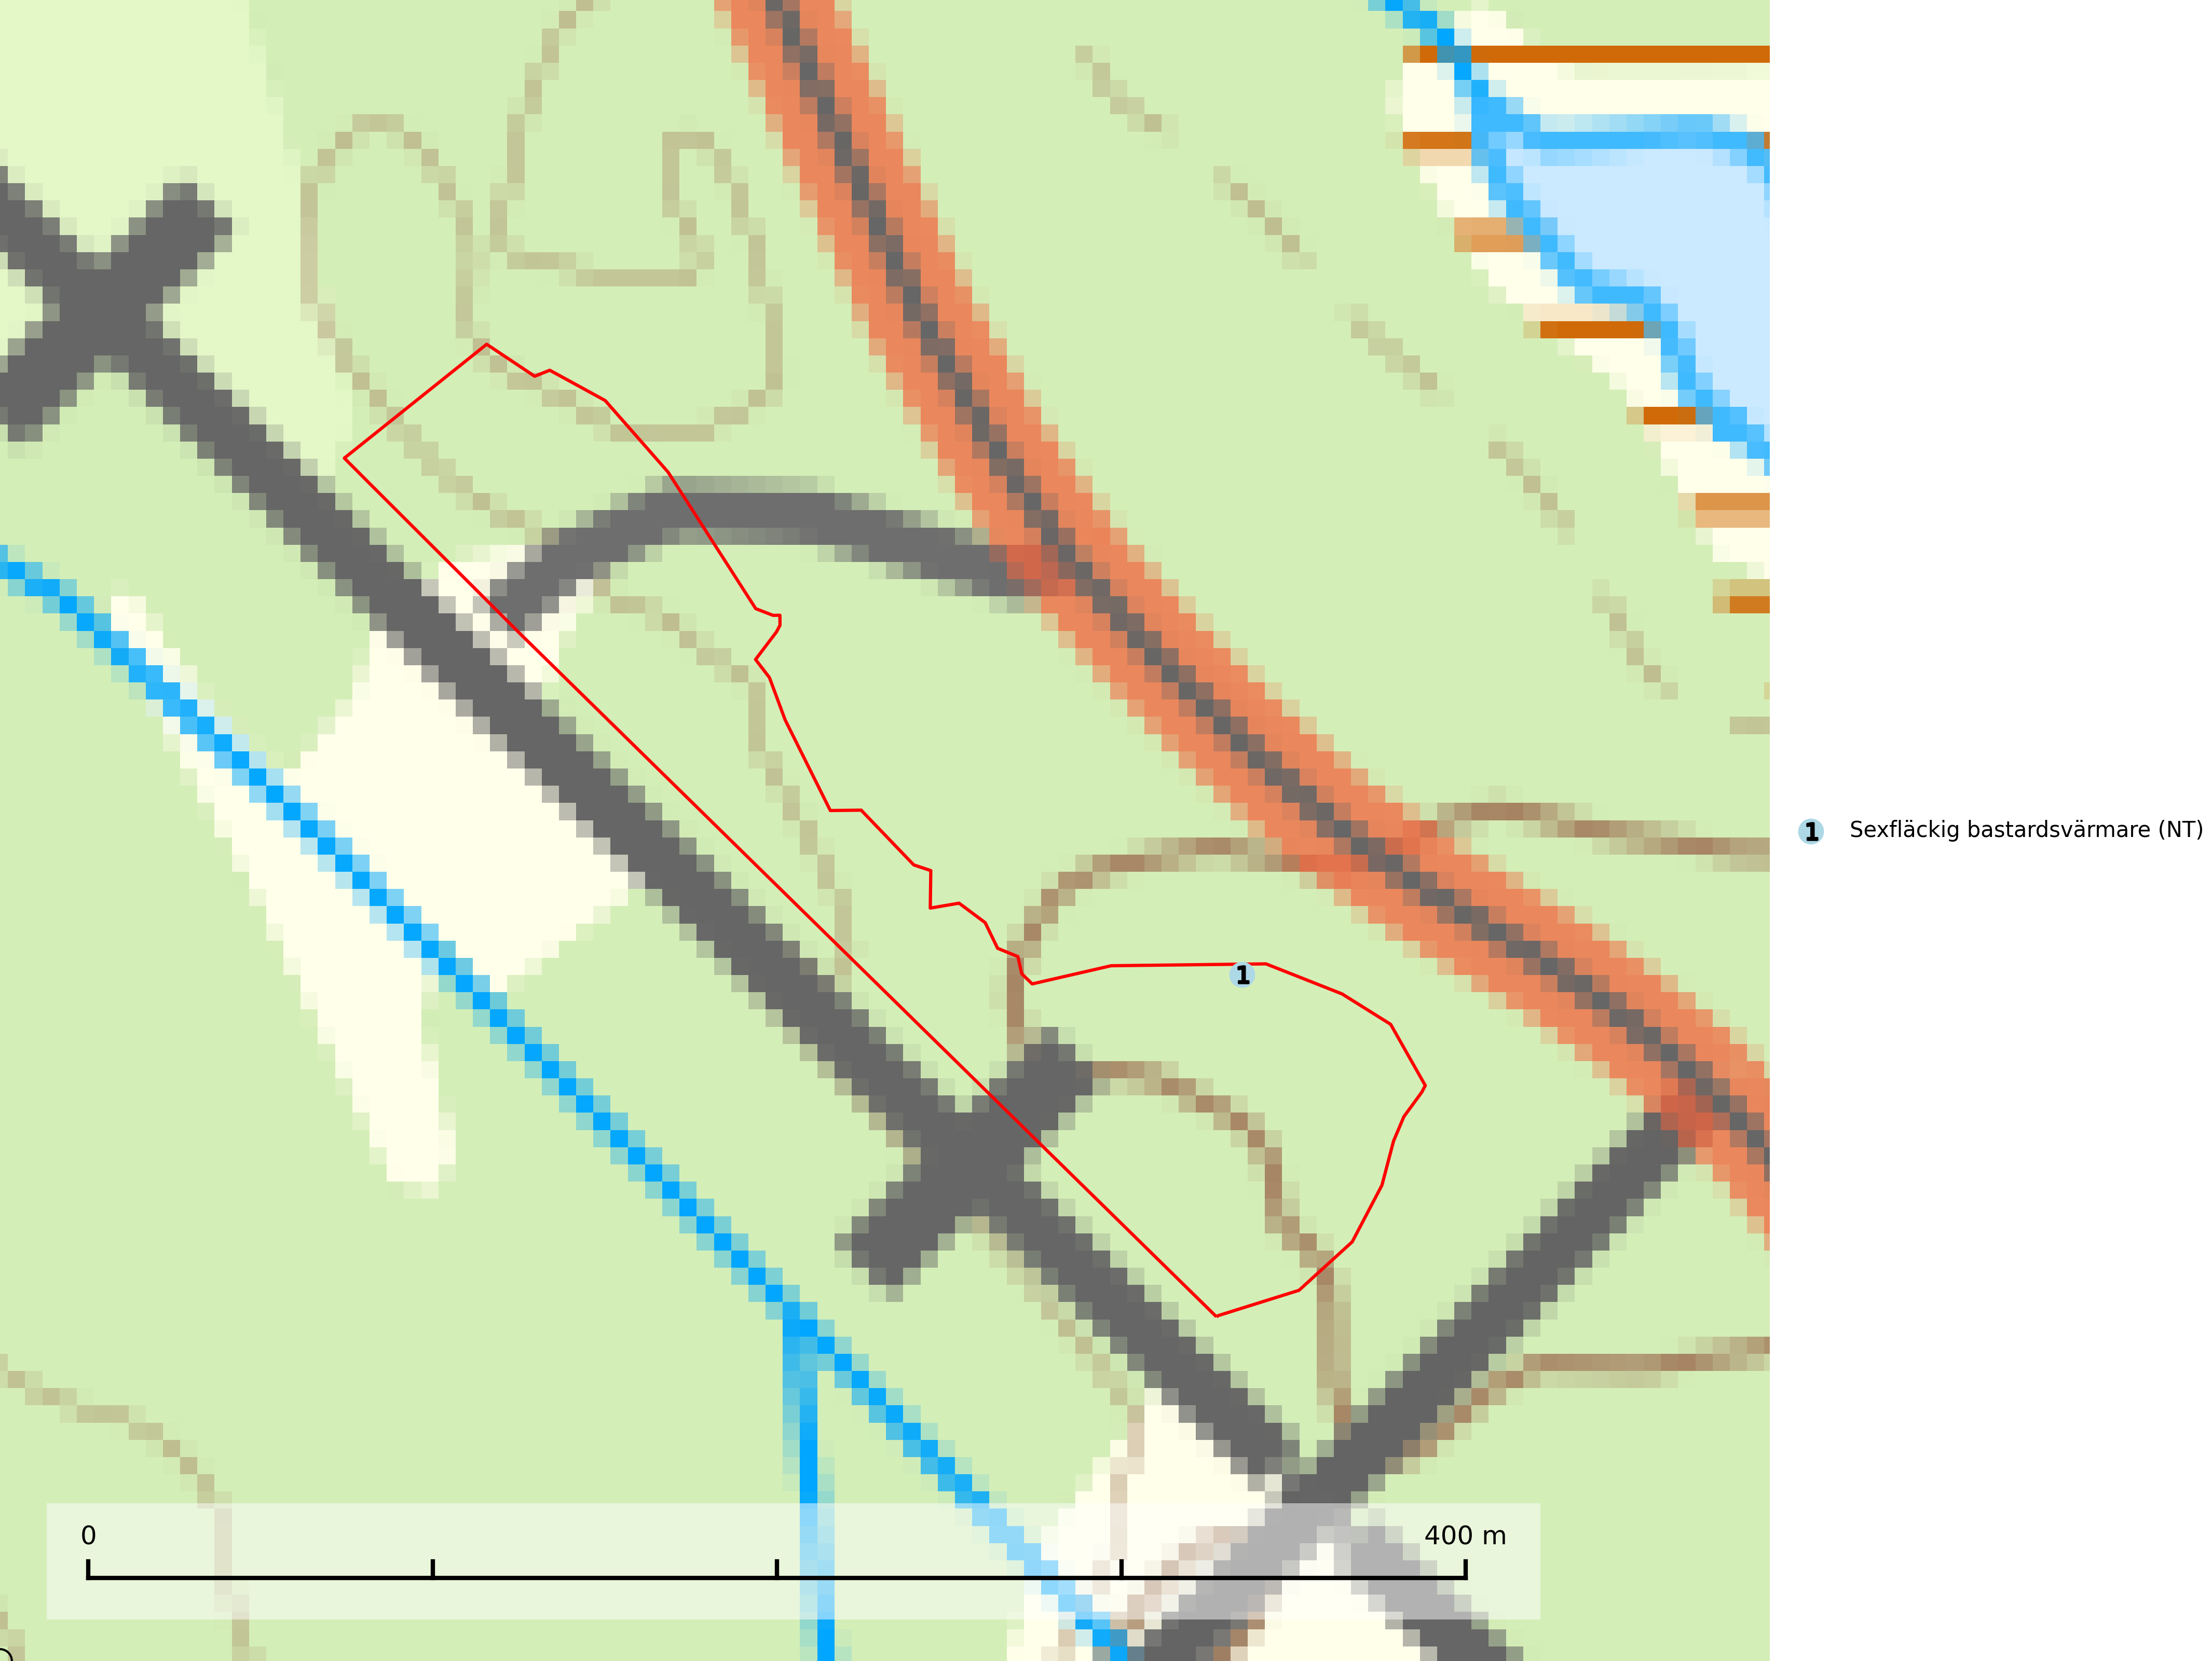 1
1 Sexfläckig bastardsvärmare (NT)
0 400 m